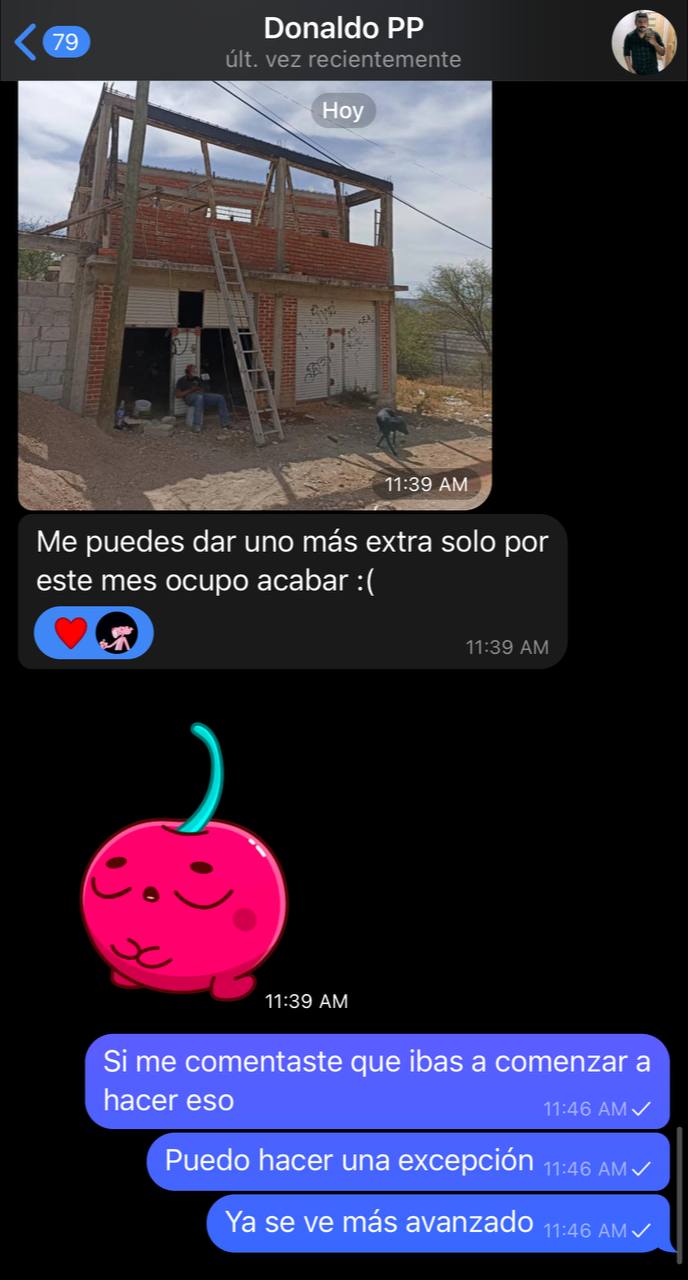 79
Donaldo PP
últ. vez recientemente
Hoy
11:39 AM
Me puedes dar uno más extra solo por
este mes ocupo acabar :(
11:39 AM
11:39 AM
Si me comentaste que ibas a comenzar a
hacer eso
11:46 AM
Puedo hacer una excepción 11:46 AM
Ya se ve más avanzado 11:46 AM